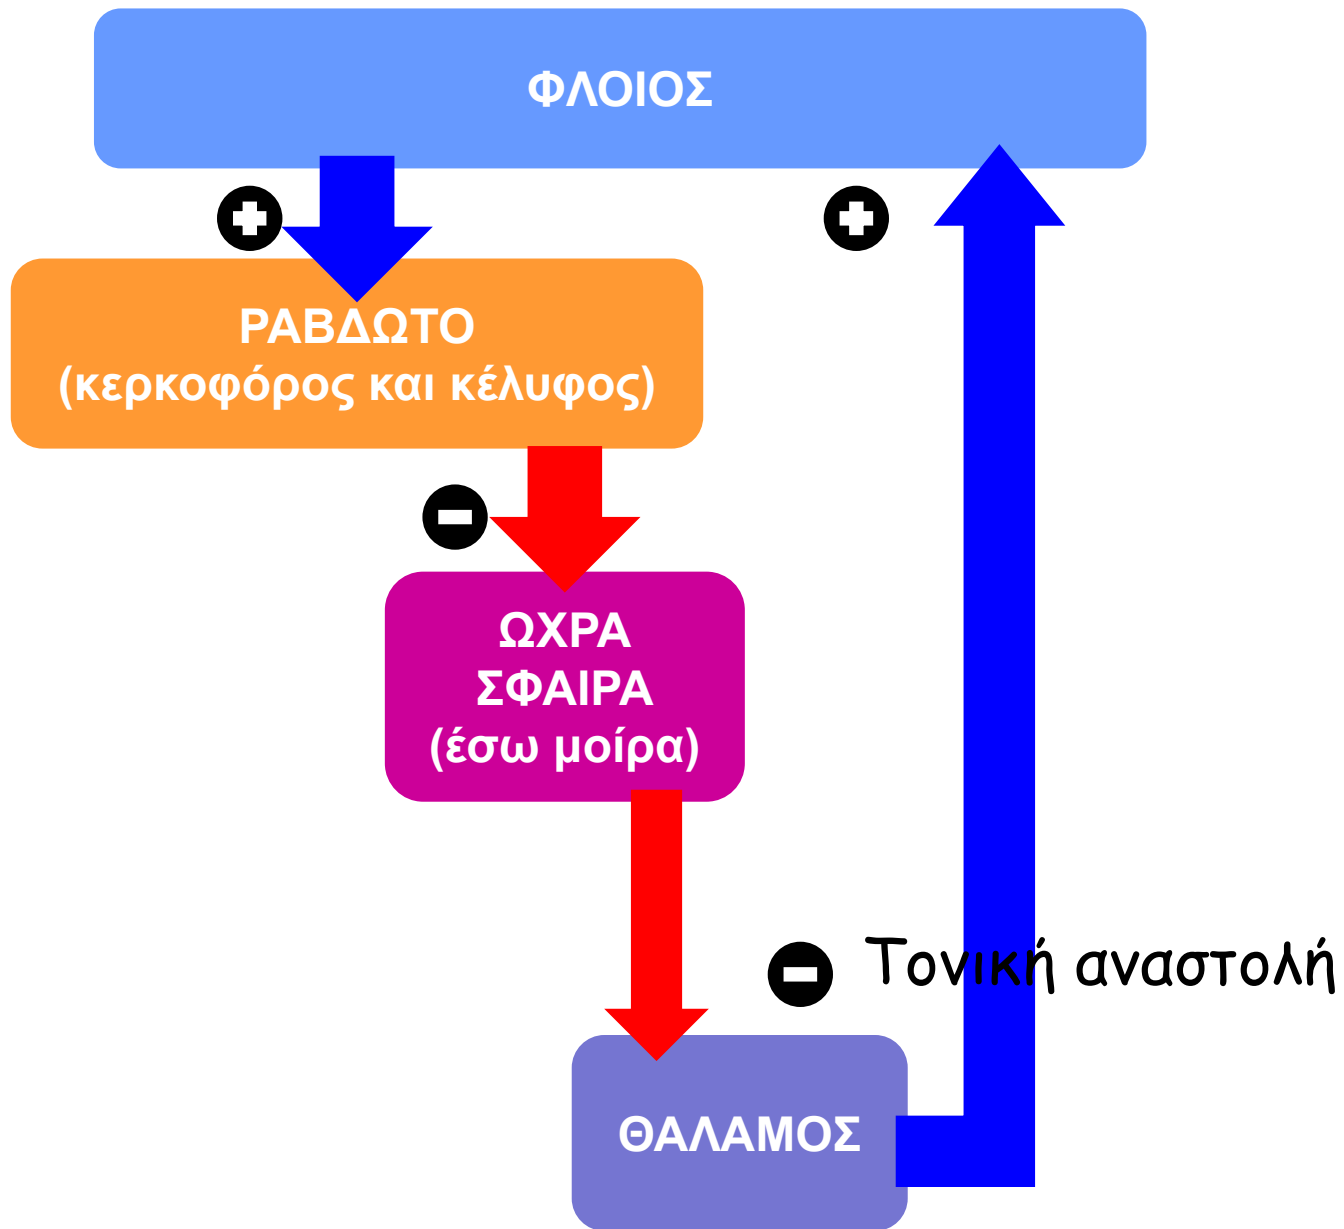 ΦΛΟΙΟΣ
ΡΑΒΔΩΤΟ
(κερκοφόρος και κέλυφος)
ΩΧΡΑ
ΣΦΑΙΡΑ
(έσω μοίρα)
Τονική αναστολή
ΘΑΛΑΜΟΣ